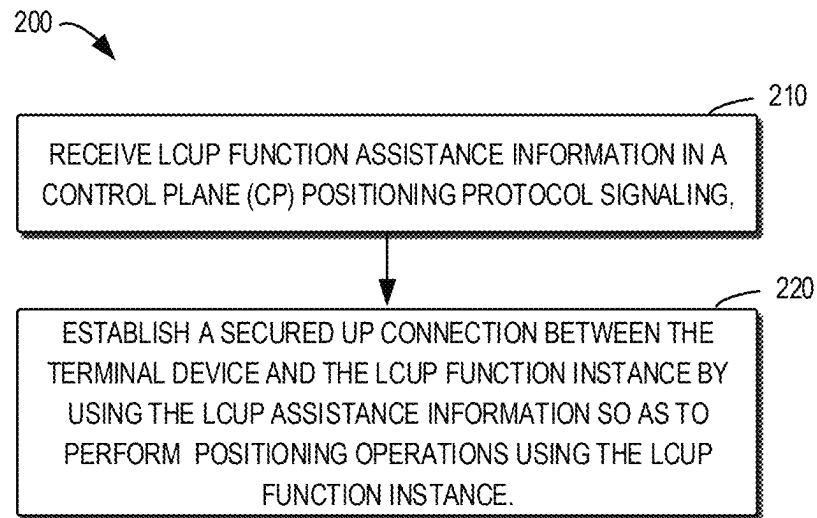 200
210
RECEIVE LCUP FUNCTION ASSISTANCE INFORMATION IN A
CONTROL PLANE (CP) POSITIONING PROTOCOL SIGNALING,
220
ESTABLISH A SECURED UP CONNECTION BETWEEN THE
TERMINAL DEVICE AND THE LCUP FUNCTION INSTANCE BY
USING THE LCUP ASSISTANCE INFORMATION SO AS TO
PERFORM POSITIONING OPERATIONS USING THE LCUP
FUNCTION INSTANCE.